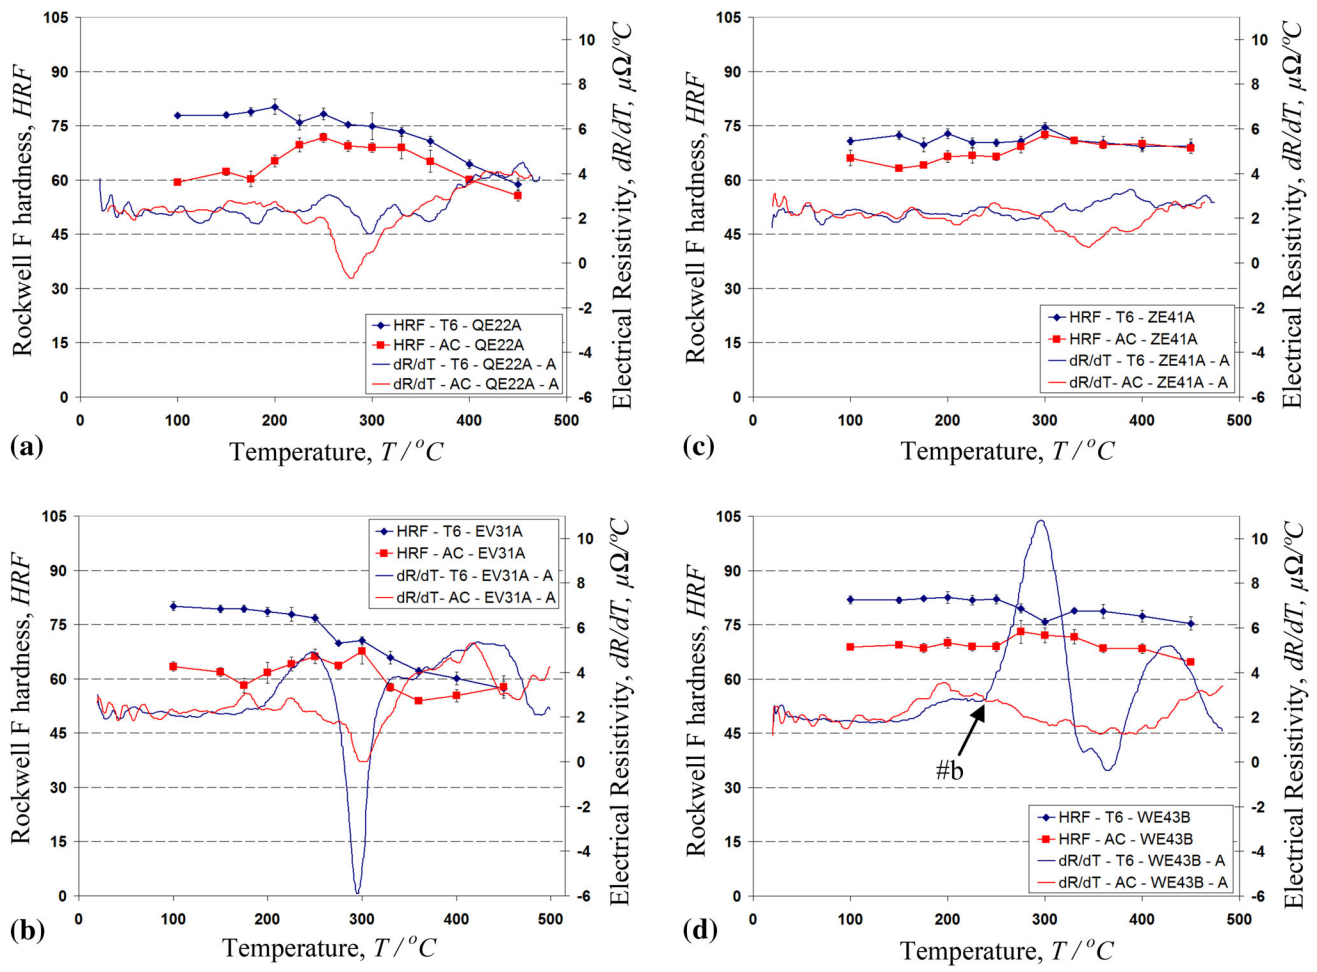 105
90
75
60
45
30
15
0
Rockwell F hardness, HRF
10
8
6
4
2
0
-2
-4
-6
Electrical Resistivity, dR/dT, μΩ/ºC
HRF - T6 - QE22A
HRF - AC - QE22A
dR/dT - T6 - QE22A - A
dR/dT - AC - QE22A - A
0 100 200 300 400 500
(a)
Temperature, T / ºC
105
90
75
60
45
30
15
0
Rockwell F hardness, HRF
10
8
6
4
2
0
-2
-4
-6
Electrical Resistivity, dR/dT, μΩ/ºC
HRF - T6 - ZE41A
HRF - AC - ZE41A
dR/dT - T6 - ZE41A - A
dR/dT- AC - ZE41A - A
0 100 200 300 400 500
(c)
Temperature, T / ºC
105
90
75
60
45
30
15
0
Rockwell F hardness, HRF
10
8
6
4
2
0
-2
-4
-6
Electrical Resistivity, dR/dT, μΩ/ºC
HRF - T6 - EV31A
HRF - AC - EV31A
dR/dT- T6 - EV31A - A
dR/dT- AC - EV31A - A
0 100 200 300 400 500
(b)
Temperature, T / ºC
105
90
75
60
45
30
15
0
Rockwell F hardness, HRF
10
8
6
4
2
0
-2
-4
-6
Electrical Resistivity, dR/dT, μΩ/ºC
#b
HRF - T6 - WE43B
HRF - AC - WE43B
dR/dT - T6 - WE43B - A
dR/dT - AC - WE43B - A
0 100 200 300 400 500
(d)
Temperature, T / ºC